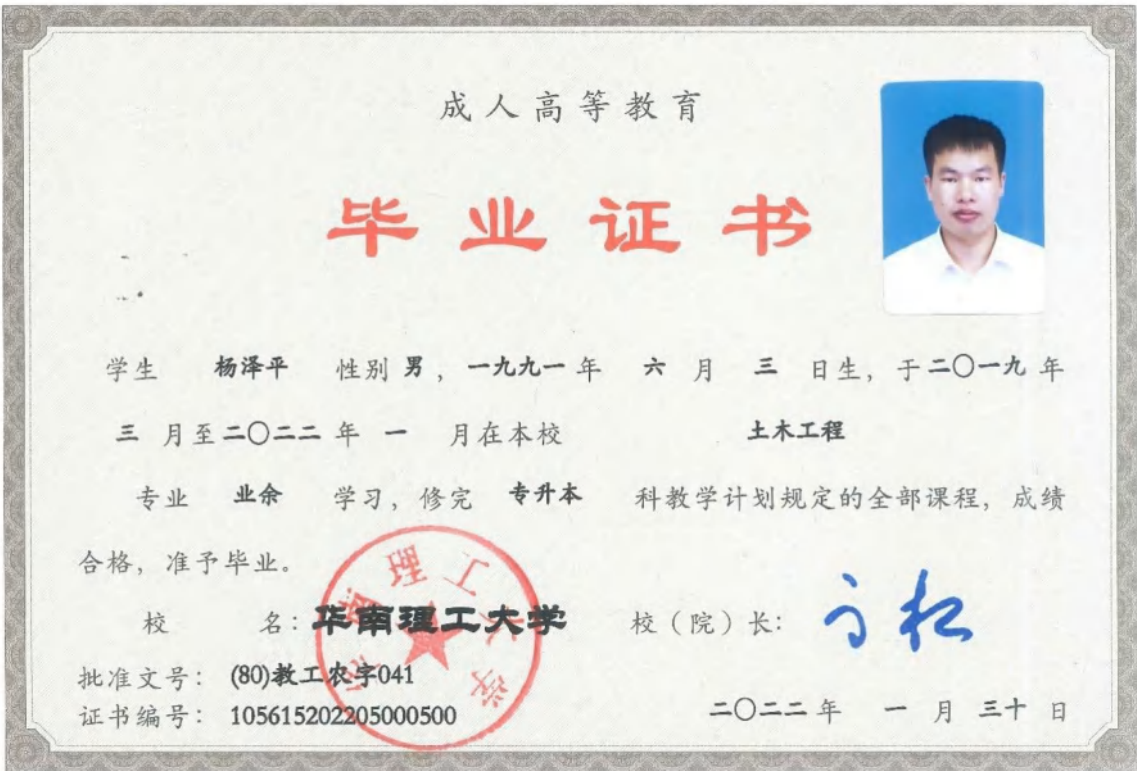 成人高等教育
毕业证书
学生 杨泽平 性别 男，一九九一 年 六 月 三 日生，于 二〇一九 年
三 月至 二〇二二 年 一 月在本校 土木工程
专业 业余 学习，修完 专升本 科教学计划规定的全部课程，成绩
合格，准予毕业。
校 名：华南理工大学 校（院）长：
批准文号：(80)教工农字041
证书编号：105615202205000500
二〇二二 年 一 月 三十 日
华南理工大学